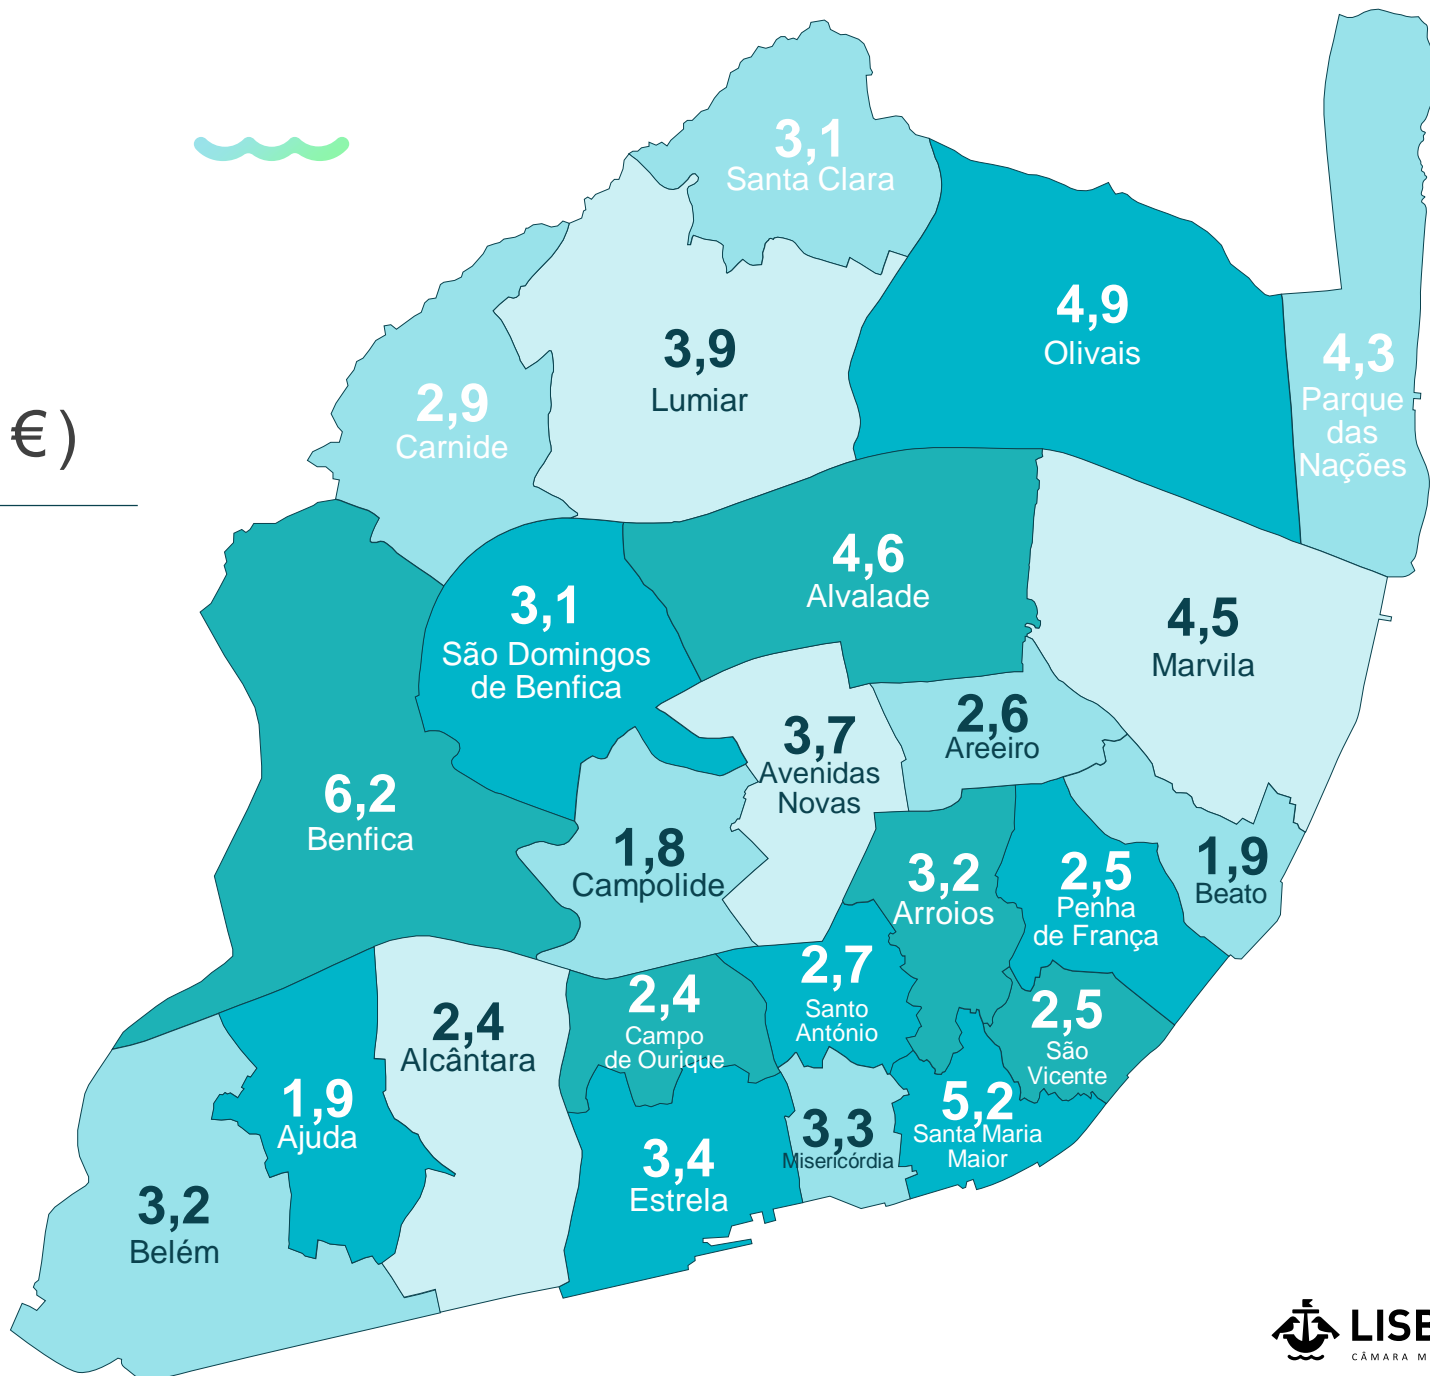 3,1
Santa Clara
4,9
Olivais
3,9
Lumiar
4,3
Parque
das
Nações
2,9
Carnide
€)
4,6
Alvalade
3,1
São Domingos
de Benfica
4,5
Marvila
2,6
Areeiro
3,7
Avenidas
Novas
6,2
Benfica
1,8
Campolide
3,2
Arroios
2,5
Penha
de França
1,9
Beato
2,7
Santo
António
2,4
Campo
de Ourique
2,4
Alcântara
2,5
São
Vicente
1,9
Ajuda
5,2
Santa Maria
Maior
3,3
Misericórdia
3,4
Estrela
3,2
Belém
LISB
CÂMARA M